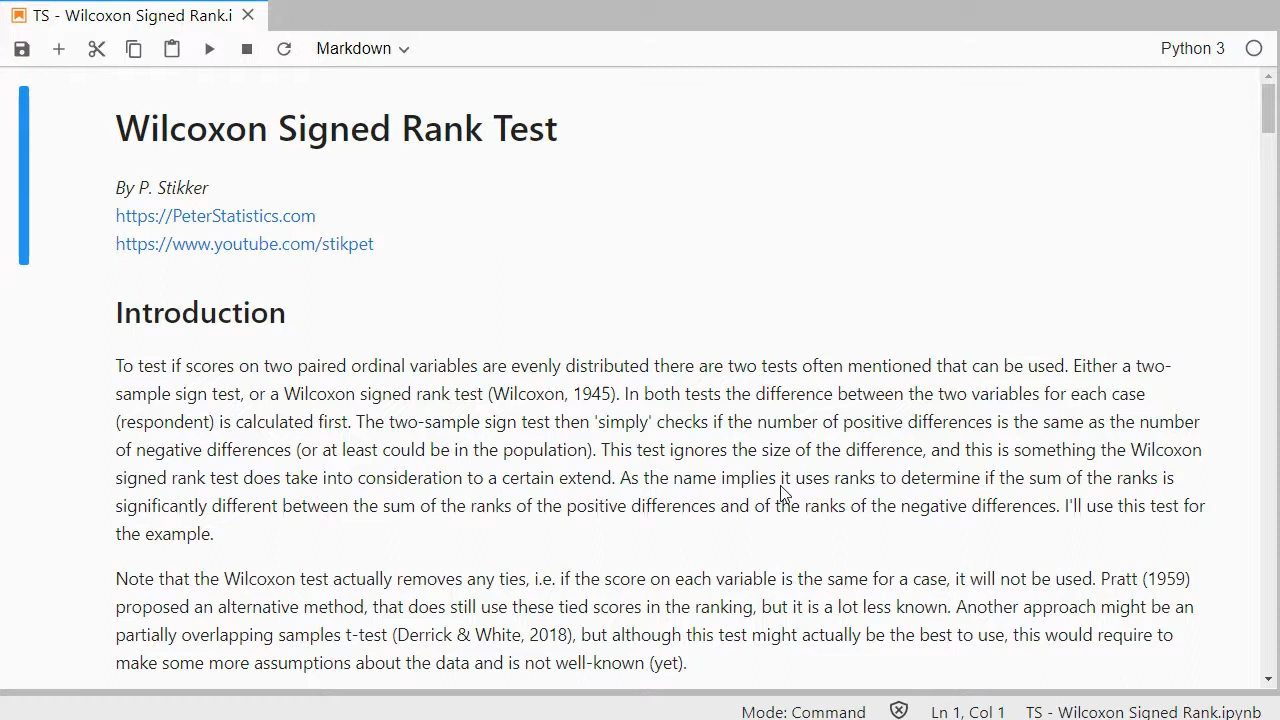 TS - Wilcoxon Signed Rank.i
Markdown
Python 3
Wilcoxon Signed Rank Test
By P. Stikker
https://PeterStatistics.com
https://www.youtube.com/stikpet
Introduction
To test if scores on two paired ordinal variables are evenly distributed there are two tests often mentioned that can be used. Either a two-
sample sign test, or a Wilcoxon signed rank test (Wilcoxon, 1945). In both tests the difference between the two variables for each case
(respondent) is calculated first. The two-sample sign test then 'simply' checks if the number of positive differences is the same as the number
of negative differences (or at least could be in the population). This test ignores the size of the difference, and this is something the Wilcoxon
signed rank test does take into consideration to a certain extend. As the name implies it uses ranks to determine if the sum of the ranks is
significantly different between the sum of the ranks of the positive differences and of the ranks of the negative differences. I'll use this test for
the example.
Note that the Wilcoxon test actually removes any ties, i.e. if the score on each variable is the same for a case, it will not be used. Pratt (1959)
proposed an alternative method, that does still use these tied scores in the ranking, but it is a lot less known. Another approach might be an
partially overlapping samples t-test (Derrick & White, 2018), but although this test might actually be the best to use, this would require to
make some more assumptions about the data and is not well-known (yet).
Mode: Command
Ln 1, Col 1
TS - Wilcoxon Signed Rank.ipynb